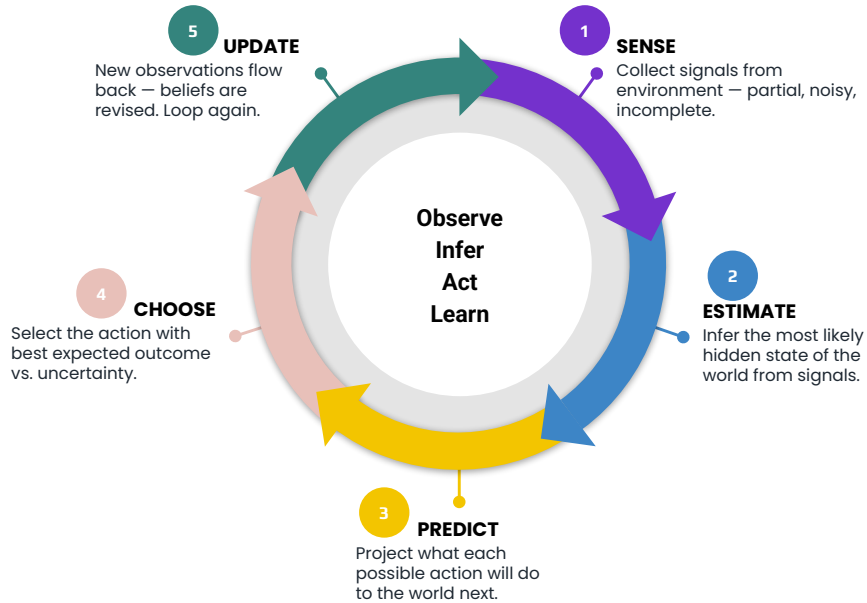 1
SENSE
Collect signals from
environment — partial, noisy,
incomplete.
2
ESTIMATE
Infer the most likely
hidden state of the
world from signals.
3
PREDICT
Project what each
possible action will do
to the world next.
4
CHOOSE
Select the action with
best expected outcome
vs. uncertainty.
5
UPDATE
New observations flow
back — beliefs are
revised. Loop again.
Observe
Infer
Act
Learn